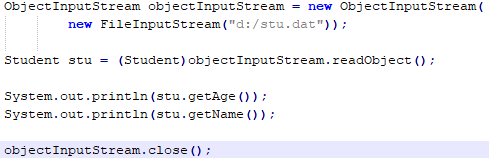 ObjectInputStream objectInputStream = new ObjectInputStream(
new FileInputStream("d:/stu.dat"));
Student stu = (Student)objectInputStream.readObject();
System.out.println(stu.getAge());
System.out.println(stu.getName());
objectInputStream.close();